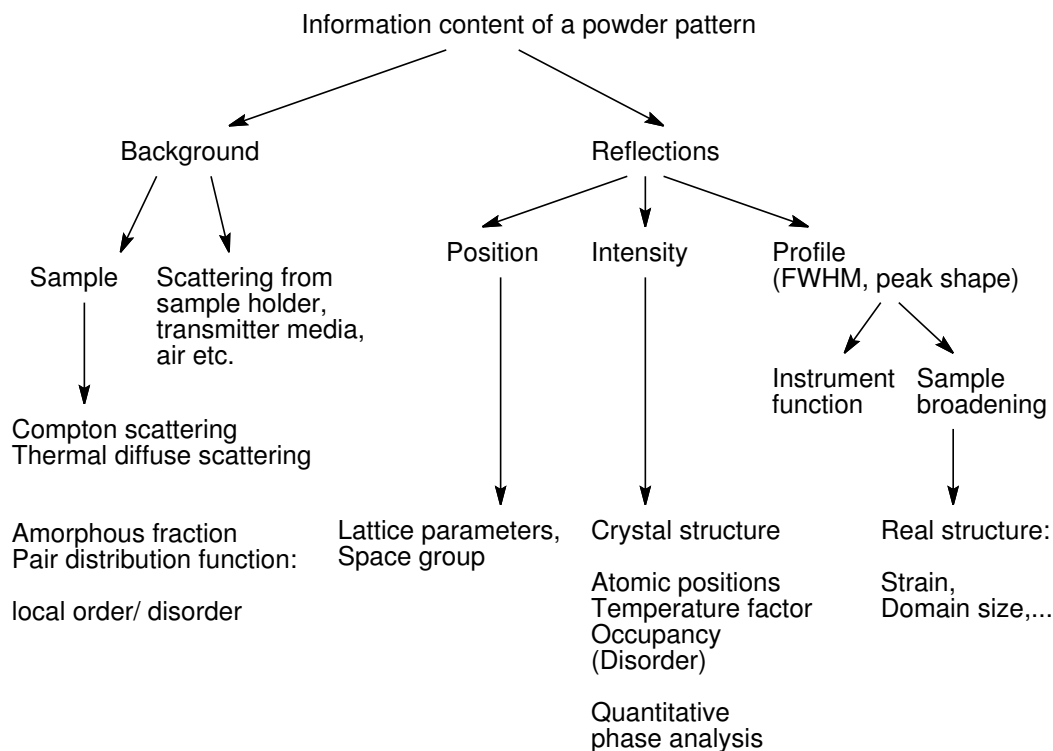 Information content of a powder pattern
Background
Reflections
Sample
Scattering from
sample holder,
transmitter media,
air etc.
Position
Intensity
Profile
(FWHM, peak shape)
Instrument
function
Sample
broadening
Compton scattering
Thermal diffuse scattering
Amorphous fraction
Pair distribution function:
local order/ disorder
Lattice parameters,
Space group
Crystal structure
Atomic positions
Temperature factor
Occupancy
(Disorder)
Quantitative
phase analysis
Real structure:
Strain,
Domain size,...